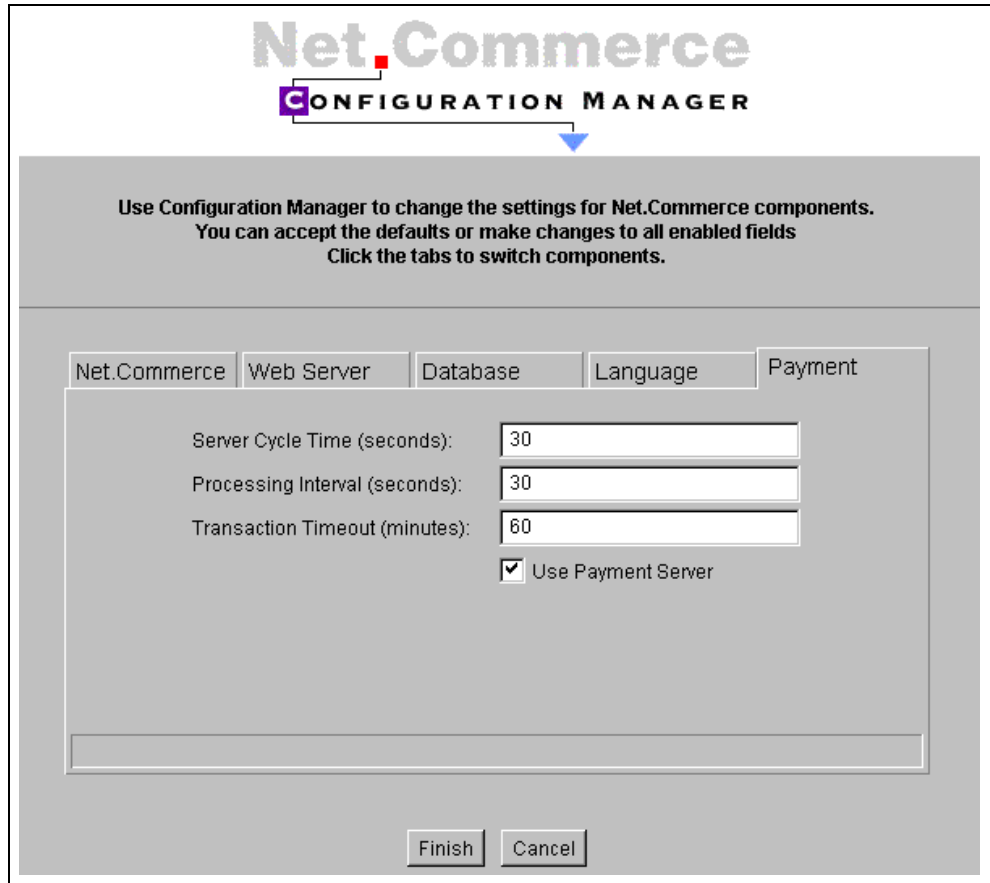 Net.Commerce
CONFIGURATION MANAGER
Use Configuration Manager to change the settings for Net.Commerce components.
You can accept the defaults or make changes to all enabled fields
Click the tabs to switch components.
Net.Commerce Web Server Database Language Payment
Server Cycle Time (seconds): 30
Processing Interval (seconds): 30
Transaction Timeout (minutes): 60
Use Payment Server
Finish Cancel